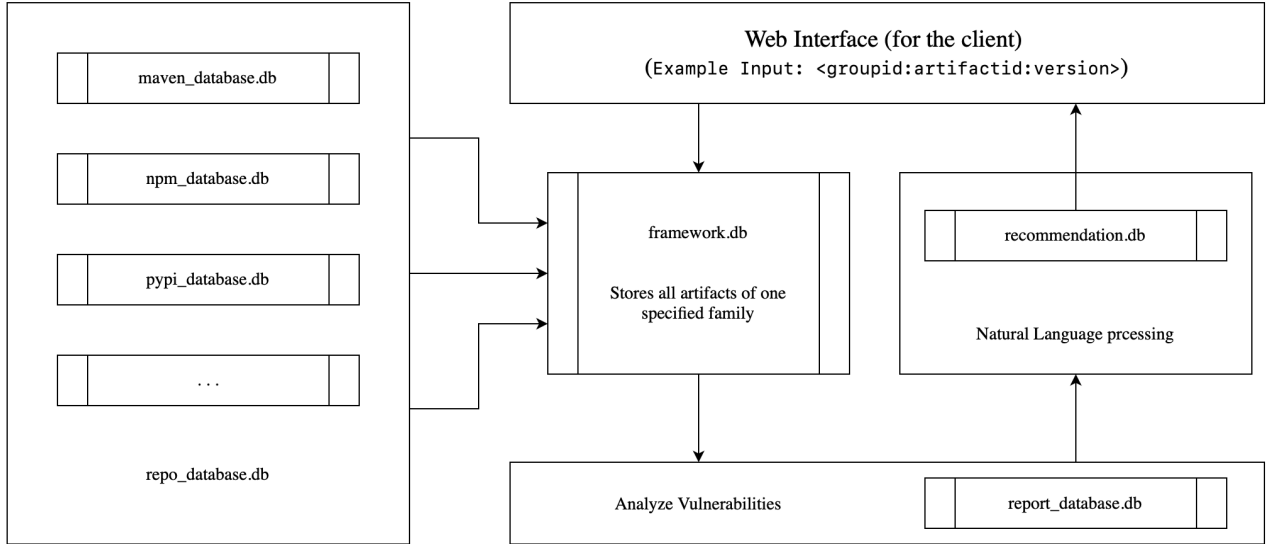 maven_database.db
npm_database.db
pypi_database.db
...
repo_database.db
Web Interface (for the client)
(Example Input: <groupid:artifactid:version>)
framework.db
Stores all artifacts of one
specified family
recommendation.db
Natural Language prcessing
Analyze Vulnerabilities
report_database.db